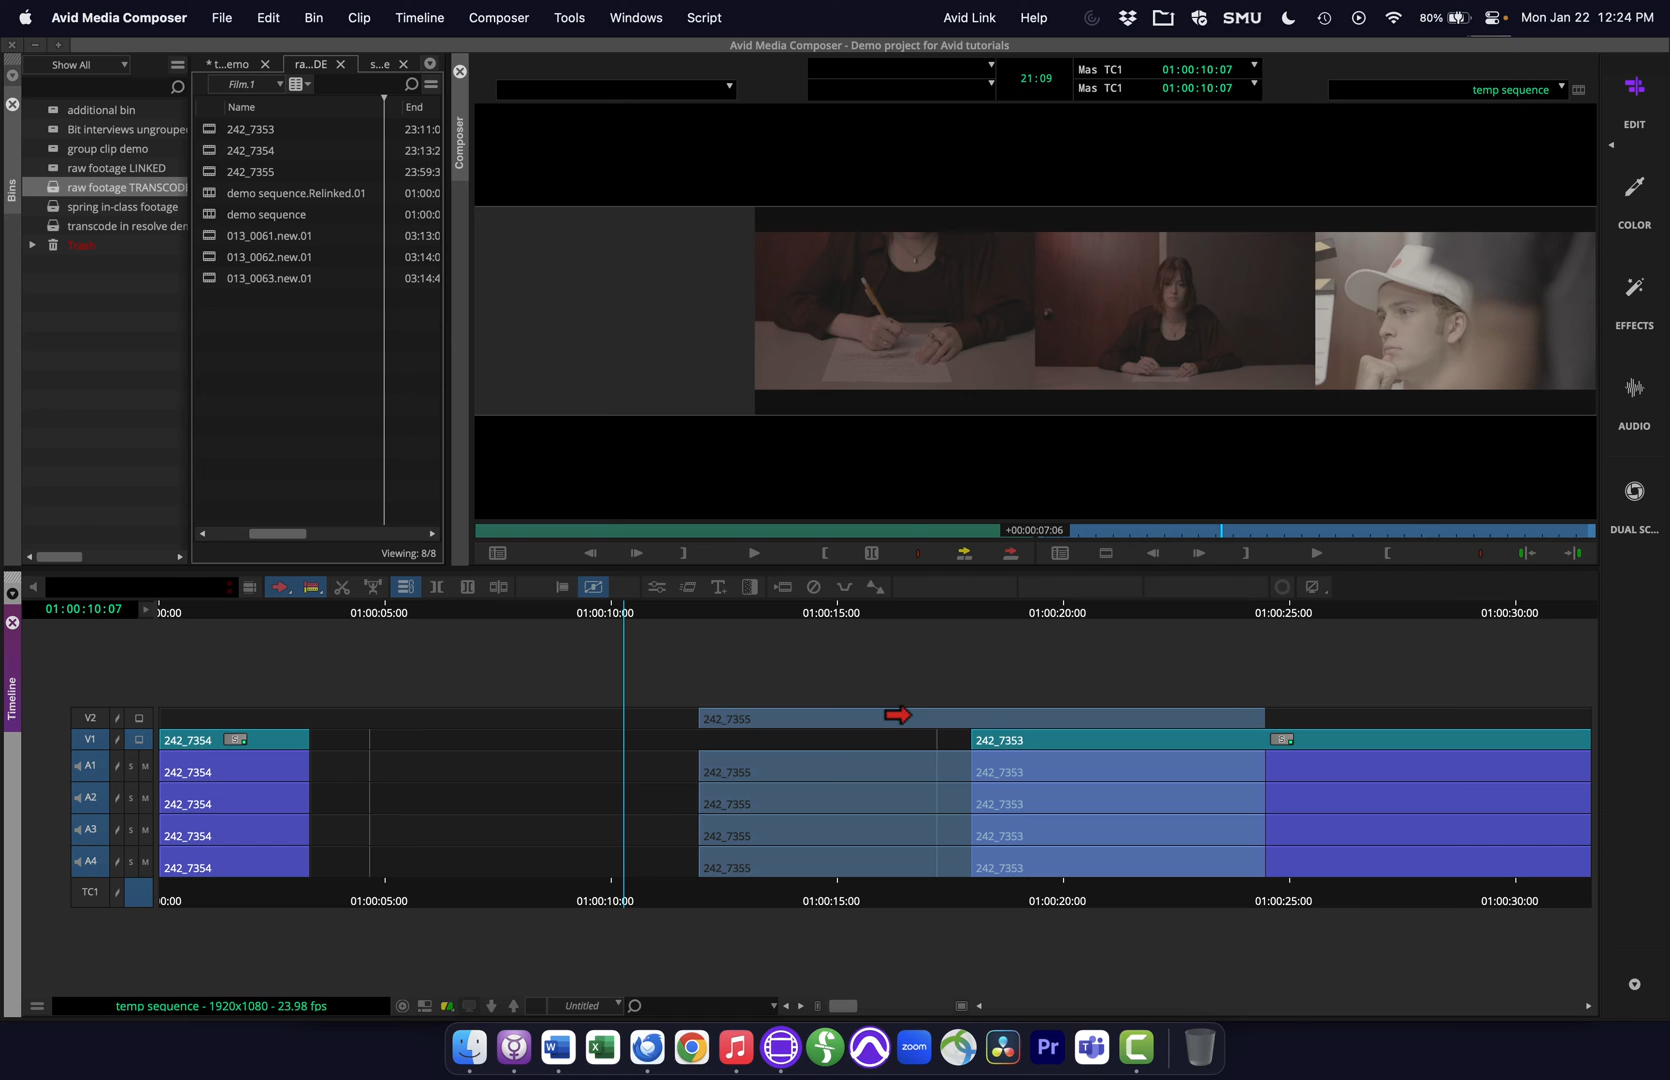 Avid Media Composer File Edit Bin Clip Timeline Composer Tools Windows Script Avid Link Help SMU 80% Mon Jan 22 12:24 PM
Avid Media Composer - Demo project for Avid tutorials
Show All
* t...emo
ra...DE
s...e
Film.1
Name End
additional bin
Bit interviews ungroupe
group clip demo
raw footage LINKED
raw footage TRANSCODE
spring in-class footage
transcode in resolve den
Trash
242_7353 23:11:0
242_7354 23:13:2
242_7355 23:59:3
demo sequence.Relinked.01 01:00:0
demo sequence 01:00:0
013_0061.new.01 03:13:0
013_0062.new.01 03:14:0
013_0063.new.01 03:14:4
Viewing: 8/8
Bins
Composer
21:09
Mas TC1 01:00:10:07
Mas TC1 01:00:10:07
temp sequence
+00:00:07:06
EDIT
COLOR
EFFECTS
AUDIO
DUAL SC...
Timeline
01:00:10:07
00:00 01:00:05:00 01:00:10:00 01:00:15:00 01:00:20:00 01:00:25:00 01:00:30:00
V2 242_7355
V1 242_7354 S 242_7353 S
A1 S M 242_7354 242_7355 242_7353
A2 S M 242_7354 242_7355 242_7353
A3 S M 242_7354 242_7355 242_7353
A4 S M 242_7354 242_7355 242_7353
TC1
00:00 01:00:05:00 01:00:10:00 01:00:15:00 01:00:20:00 01:00:25:00 01:00:30:00
temp sequence - 1920x1080 - 23.98 fps
Untitled
W X zoom Pr T C